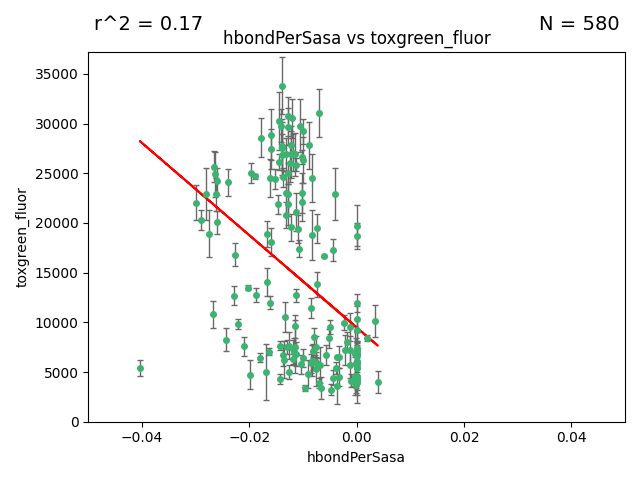 r^2 = 0.17
N = 580
hbondPerSasa vs toxgreen_fluor
toxgreen_fluor
35000
30000
25000
20000
15000
10000
5000
0
−0.04
−0.02
0.00
0.02
0.04
hbondPerSasa